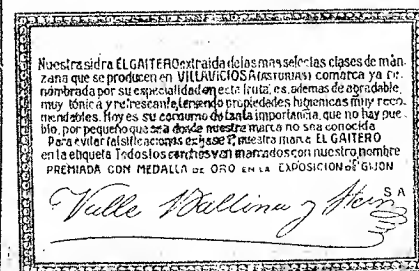 Nuestra sidra EL GAITERO extraida de las mas selectas clases de man-
zana que se producen en VILLAVICIOSA (ASTURIAS) comarca ya re-
nombrada por su especialidad en esta fruta, es, ademas de agradable,
muy tónica y refrescante, teniendo propiedades higienicas muy reco-
mendables. Hoy es su consumo de tanta importancia, que no hay pue-
blo, por pequeño que sea donde nuestra marca no sea conocida
Para evitar falsificaciones exijase nuestra marca EL GAITERO
en la etiqueta Todos los corchos van marcados con nuestro nombre
PREMIADA CON MEDALLA DE ORO EN LA EXPOSICION DE GIJON
Valle Ballina y Fern S A